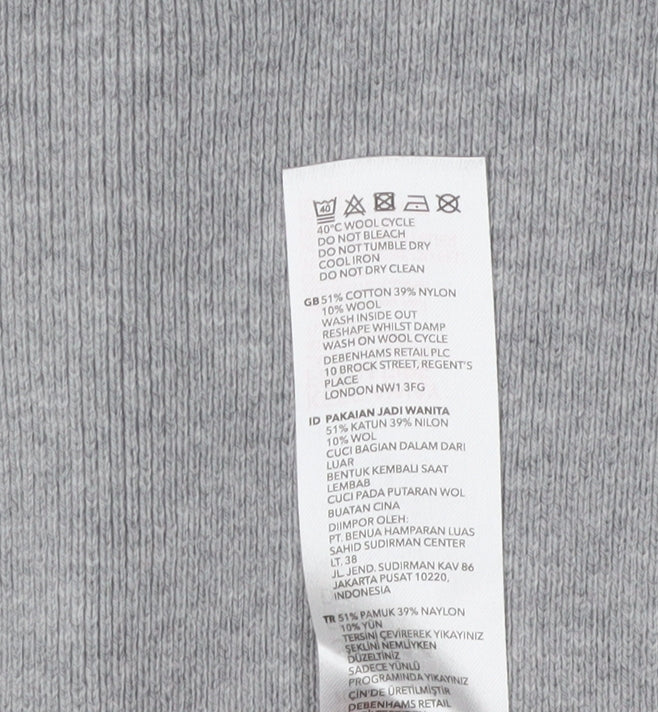 40
40°C WOOL CYCLE
DO NOT BLEACH
DO NOT TUMBLE DRY
COOL IRON
DO NOT DRY CLEAN
GB 51% COTTON 39% NYLON
10% WOOL
WASH INSIDE OUT
RESHAPE WHILST DAMP
WASH ON WOOL CYCLE
DEBENHAMS RETAIL PLC
10 BROCK STREET, REGENT'S
PLACE
LONDON NW1 3FG
ID PAKAIAN JADI WANITA
51% KATUN 39% NILON
10% WOL
CUCI BAGIAN DALAM DARI
LUAR
BENTUK KEMBALI SAAT
LEMBAB
CUCI PADA PUTARAN WOL
BUATAN CINA
DIIMPOR OLEH:
PT. BENUA HAMPARAN LUAS
SAHID SUDIRMAN CENTER
LT. 38
JL. JEND. SUDIRMAN KAV 86
JAKARTA PUSAT 10220,
INDONESIA
TR 51% PAMUK 39% NAYLON
10% YÜN
TERSİNİ ÇEVİREREK YIKAYINIZ
ŞEKLİNİ NEMLİYKEN
DÜZELTİNİZ
SADECE YÜNLÜ
PROGRAMINDA YIKAYINIZ
ÇİN'DE ÜRETİLMİŞTİR
DEBENHAMS RETAIL